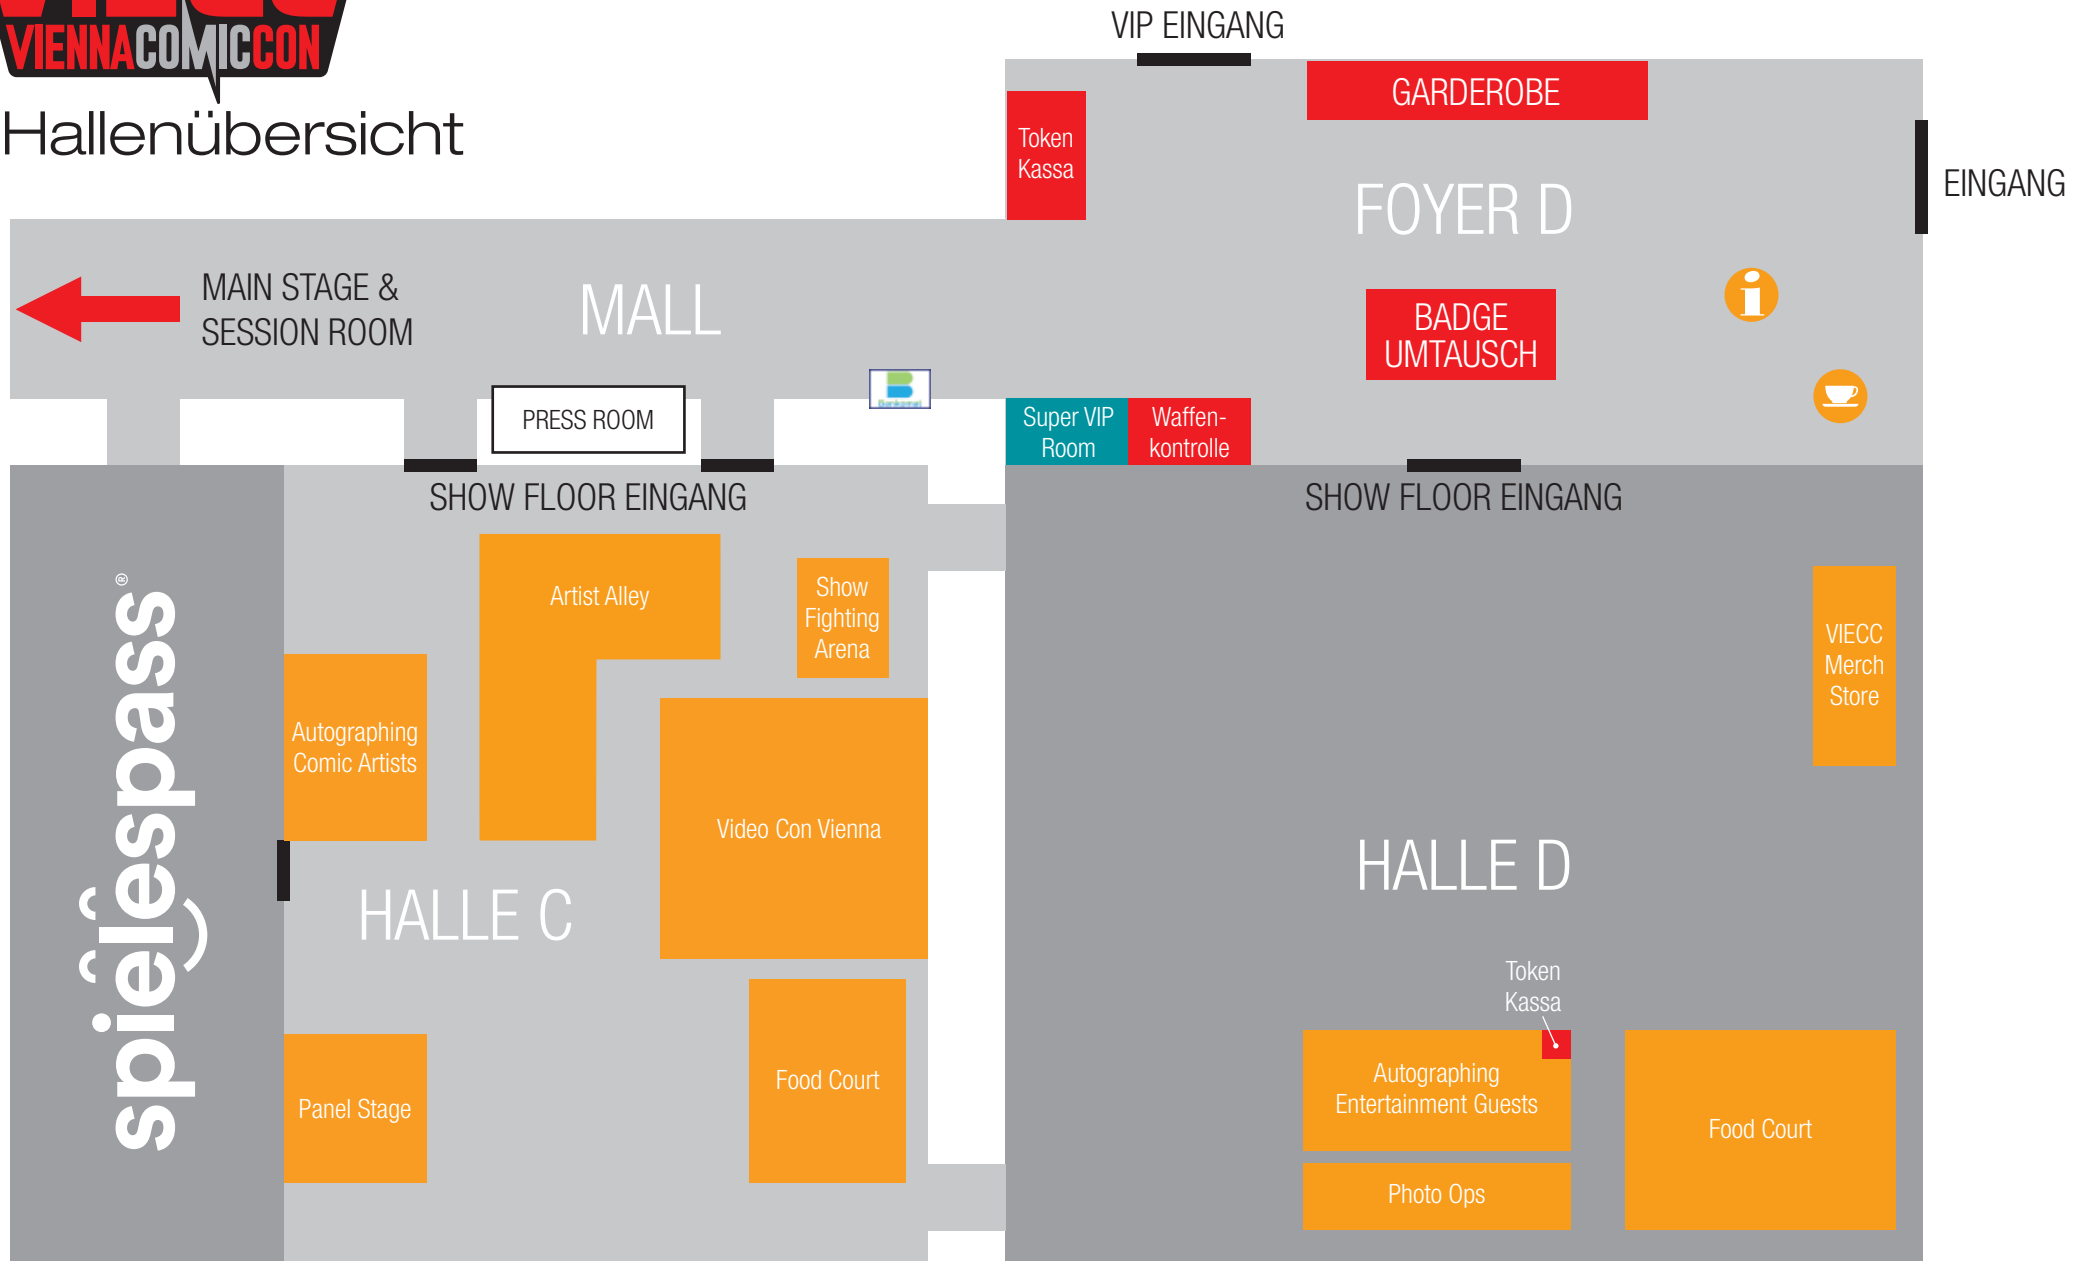 VIECC
VIENNACOMICCON
Hallenübersicht
VIP EINGANG
GARDEROBE
Token
Kassa
FOYER D
EINGANG
MAIN STAGE &
SESSION ROOM
MALL
BADGE
UMTAUSCH
i
PRESS ROOM
B
Bankomat
Super VIP
Room
Waffen-
kontrolle
SHOW FLOOR EINGANG
SHOW FLOOR EINGANG
spielespass®
Artist Alley
Show
Fighting
Arena
VIECC
Merch
Store
Autographing
Comic Artists
Video Con Vienna
HALLE C
HALLE D
Token
Kassa
Panel Stage
Food Court
Autographing
Entertainment Guests
Food Court
Photo Ops